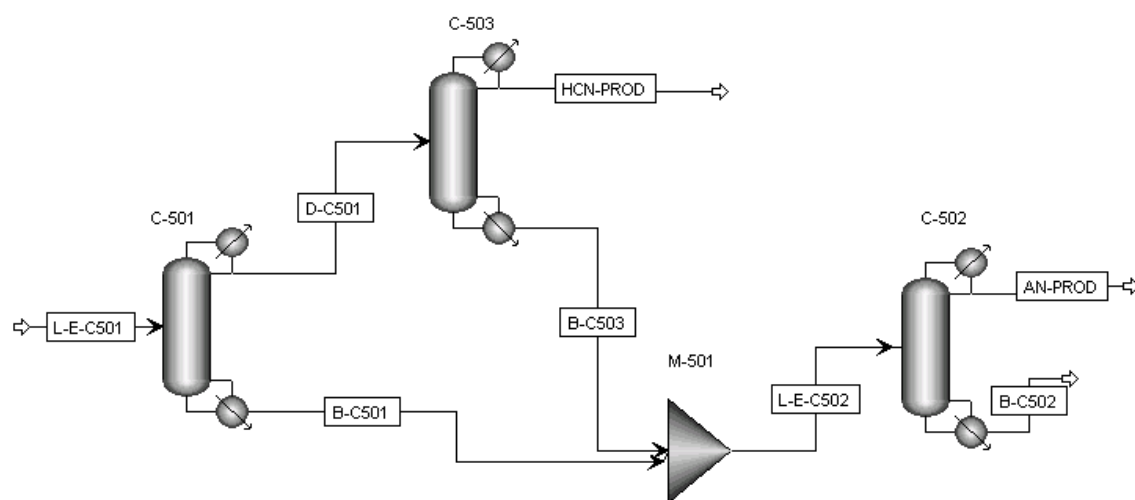 C-503
HCN-PROD
D-C501
C-501
C-502
L-E-C501
AN-PROD
B-C503
M-501
L-E-C502
B-C502
B-C501